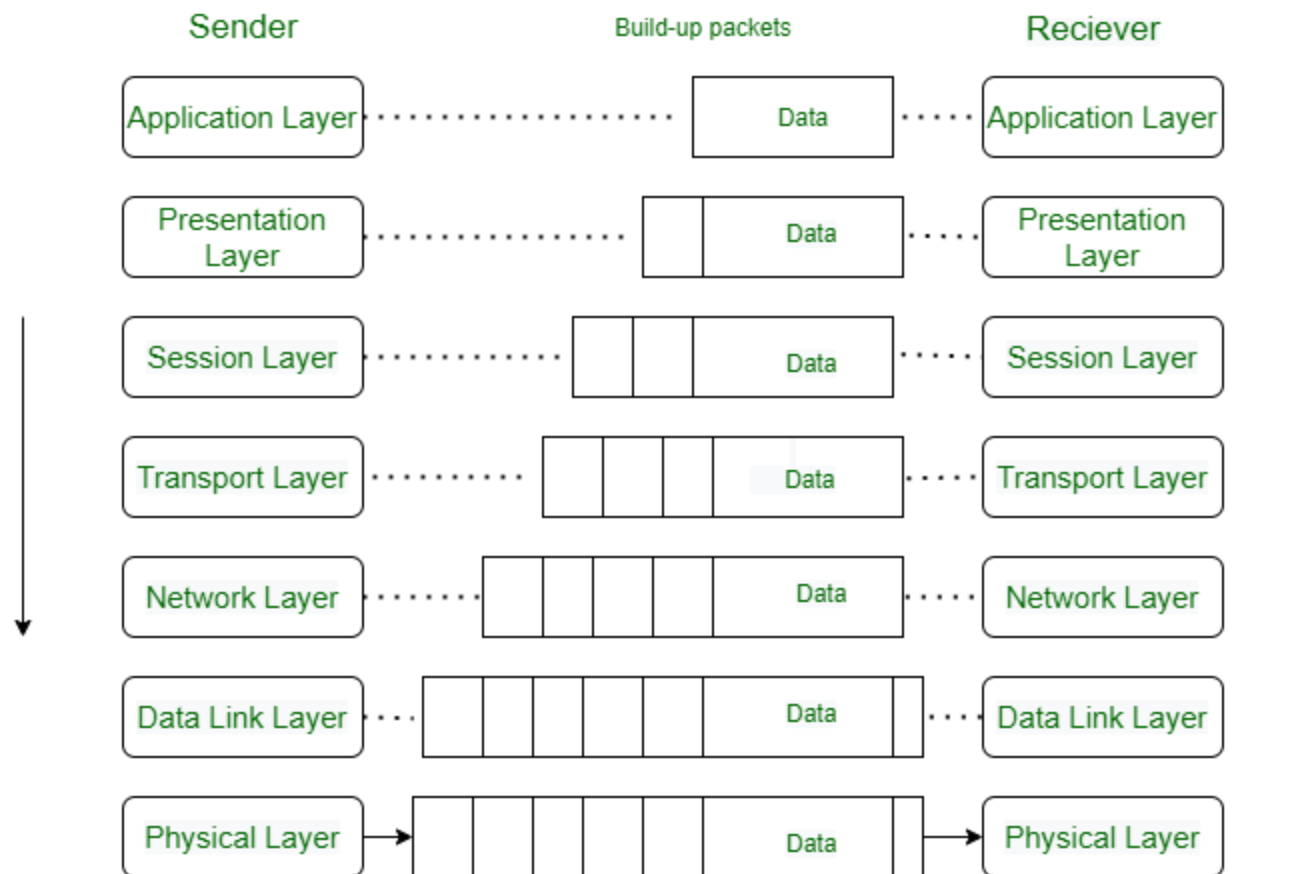 Sender
Build-up packets
Reciever
Application Layer
Data
Application Layer
Presentation
Layer
Data
Presentation
Layer
Session Layer
Data
Session Layer
Transport Layer
Data
Transport Layer
Network Layer
Data
Network Layer
Data Link Layer
Data
Data Link Layer
Physical Layer
Data
Physical Layer